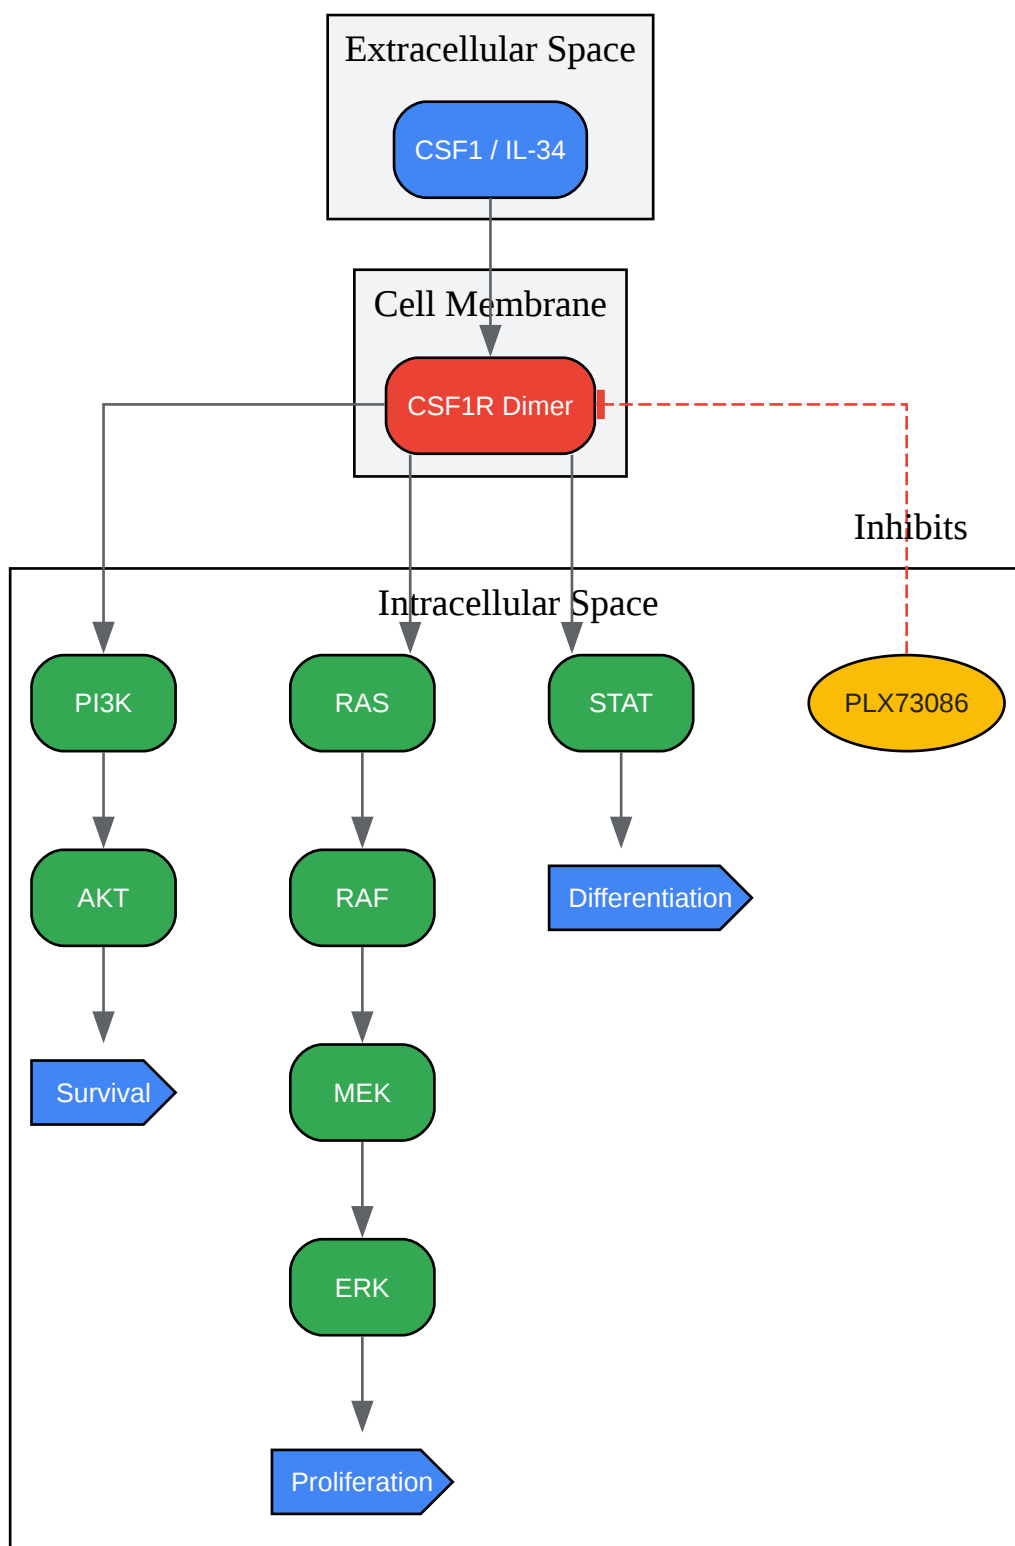 Extracellular Space
CSF1 / IL-34
Cell Membrane
CSF1R Dimer
Inhibits
Intracellular Space
PI3K
RAS
STAT
PLX73086
AKT
RAF
Differentiation
Survival
MEK
ERK
Proliferation